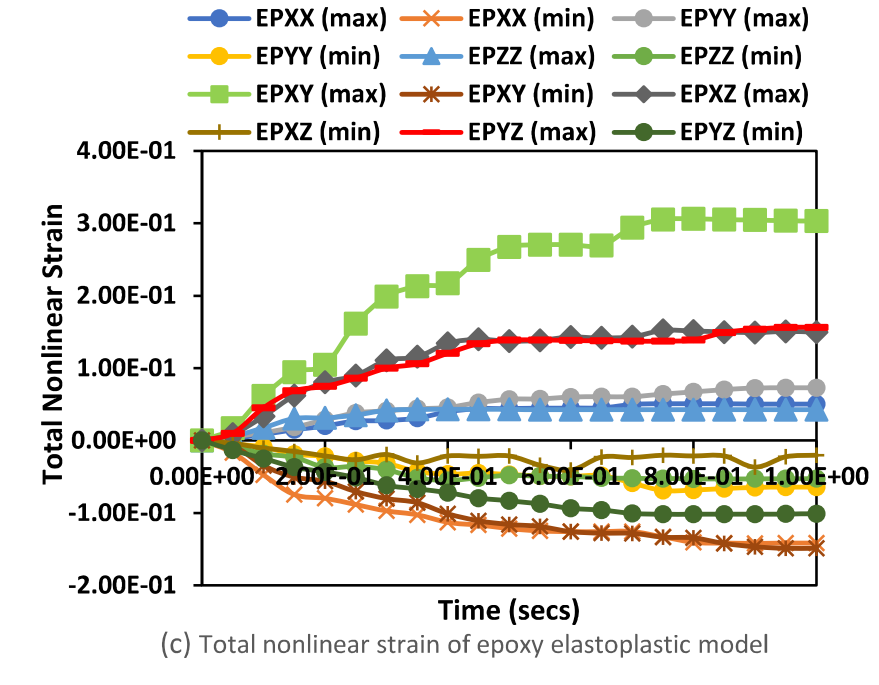 EPXX (max) EPXX (min) EPYY (max)
EPYY (min) EPZZ (max) EPZZ (min)
EPXY (max) EPXY (min) EPXZ (max)
EPXZ (min) EPYZ (max) EPYZ (min)
4.00E-01
3.00E-01
2.00E-01
1.00E-01
0.00E+00
-1.00E-01
-2.00E-01
Total Nonlinear Strain
0.00E+00 2.00E-01 4.00E-01 6.00E-01 8.00E-01 1.00E+00
Time (secs)
(c) Total nonlinear strain of epoxy elastoplastic model